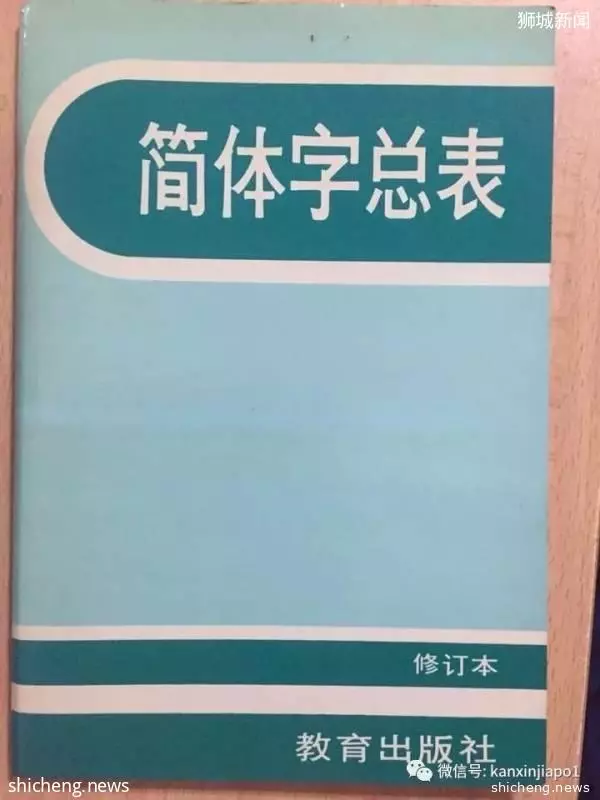 狮城新闻
简体字总表
修订本
教育出版社
微信号: kanxinjiapo1
shicheng.news
shicheng.news